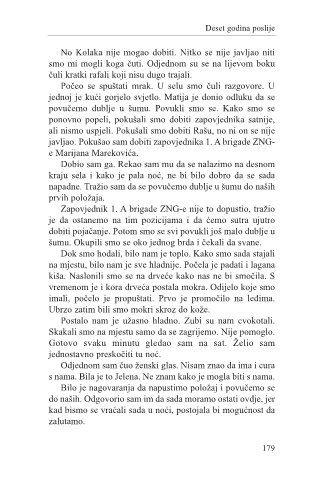 Deset godina poslije
No Kolaka nije mogao dobiti. Nitko se nije javljao niti
smo mi mogli koga čuti. Odjednom su se na lijevom boku
čuli kratki rafali koji nisu dugo trajali.
Počeo se spuštati mrak. U selu smo čuli razgovore. U
jednoj je kući gorjelo svjetlo. Matija je donio odluku da se
povučemo dublje u šumu. Povukli smo se. Kako smo se
ponovno popeli, pokušali smo dobiti zapovjednika satnije,
ali nismo uspjeli. Pokušali smo dobiti Rašu, no ni on se nije
javljao. Pokušao sam dobiti zapovjednika 1. A brigade ZNG-
e Marijana Marekovića.
Dobio sam ga. Rekao sam mu da se nalazimo na desnom
kraju sela i kako je pala noć, ne bi bilo dobro da se sada
napadne. Tražio sam da se povučemo dublje u šumu do naših
prvih položaja.
Zapovjednik 1. A brigade ZNG-e nije to dopustio, tražio
je da ostanemo na tim pozicijama i da ćemo sutra ujutro
dobiti pojačanje. Potom smo se svi povukli još malo dublje u
šumu. Okupili smo se oko jednog brda i čekali da svane.
Dok smo hodali, bilo nam je toplo. Kako smo sada stajali
na mjestu, bilo nam je sve hladnije. Počela je padati i lagana
kiša. Naslonili smo se na drveće kako nas ne bi smočila. S
vremenom je i kora drveća postala mokra. Odijelo koje smo
imali, počelo je propuštati. Prvo je promočilo na leđima.
Ubrzo zatim bili smo mokri skroz do kože.
Postalo nam je užasno hladno. Zubi su nam cvokotali.
Skakali smo na mjestu samo da se zagrijemo. Nije pomoglo.
Gotovo svaku minutu gledao sam na sat. Želio sam
jednostavno preskočiti tu noć.
Odjednom sam čuo ženski glas. Nisam znao da ima i cura
s nama. Bila je to Jelena. Ne znam kako je mogla biti s nama.
Bilo je nagovaranja da napustimo položaj i povučemo se
do naših. Odgovorio sam im da sada moramo ostati ovdje, jer
kad bismo se vraćali sada u noći, postojala bi mogućnost da
zalutamo.
179